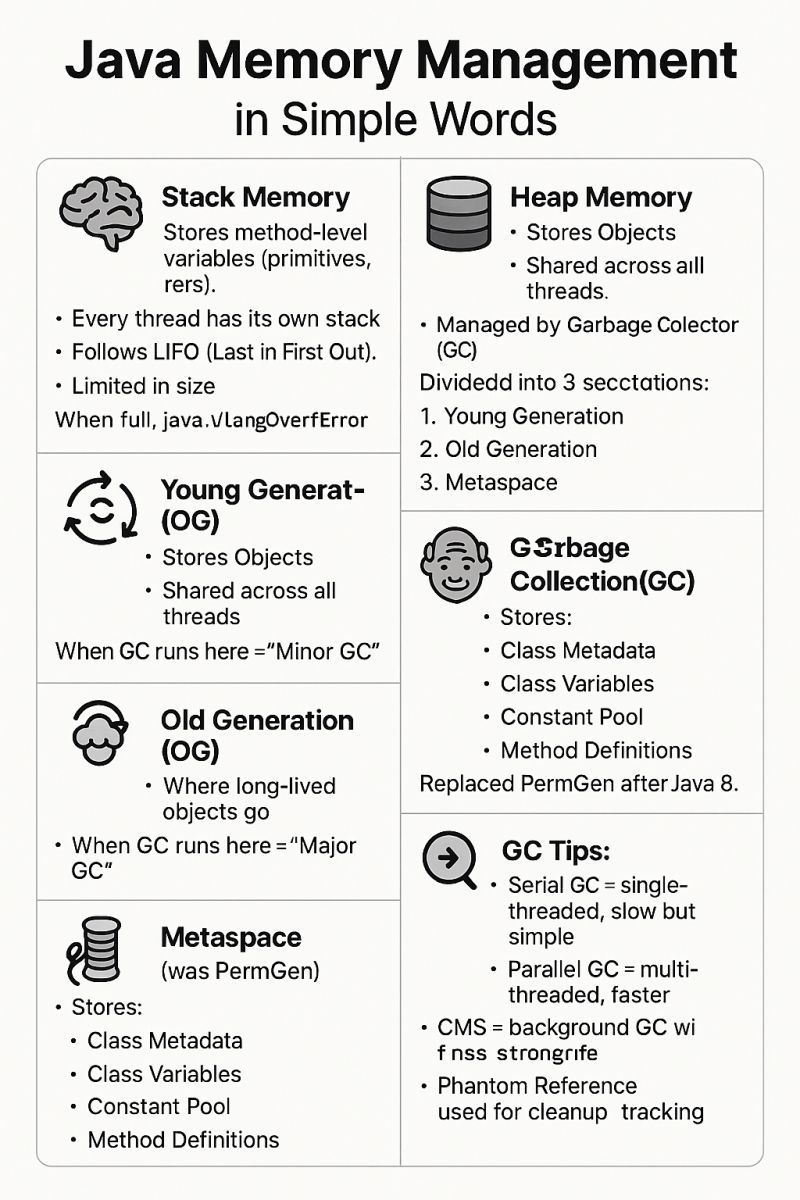 Java Memory Management
in Simple Words
Stack Memory
Stores method-level
variables (primitives,
rers).
• Every thread has its own stack
• Follows LIFO (Last in First Out).
• Limited in size
When full, java.\/langOverfError
Young Generat-
(OG)
• Stores Objects
• Shared across all
threads
When GC runs here =“Minor GC”
Old Generation
(OG)
• Where long-lived
objects go
• When GC runs here = “Major
GC”
Metaspace
(was PermGen)
• Stores:
• Class Metadata
• Class Variables
• Constant Pool
• Method Definitions
Heap Memory
• Stores Objects
• Shared across all
threads.
• Managed by Garbage Colector
(GC)
Dividedd into 3 secctations:
1. Young Generation
2. Old Generation
3. Metaspace
Collection(GC)
• Stores:
• Class Metadata
• Class Variables
• Constant Pool
• Method Definitions
Replaced PermGen after Java 8.
GC Tips:
• Serial GC = single-
threaded, slow but
simple
• Parallel GC = multi-
threaded, faster
• CMS = background GC wi
f nss strongrife
• Phantom Reference
used for cleanup tracking